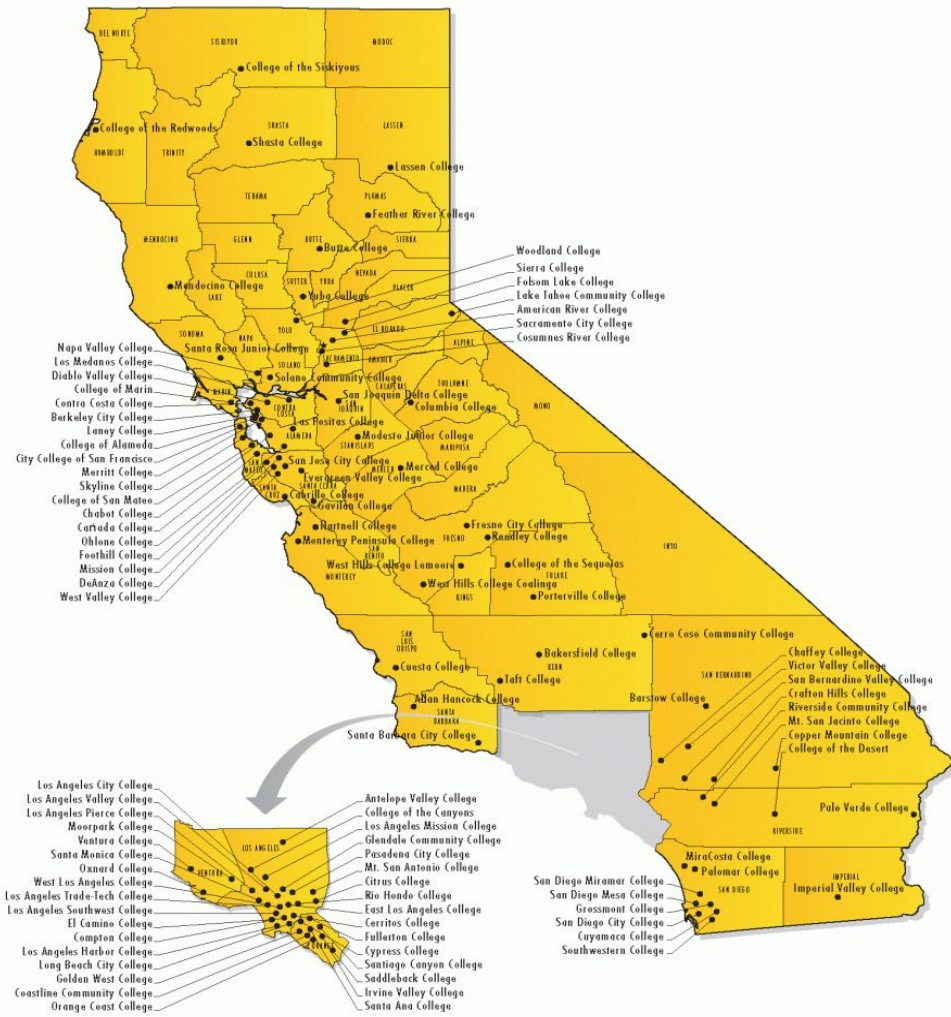 DEL NORTE
SISKIYOU
MODOC
College of the Siskiyous
College of the Redwoods
HUMBOLDT
TRINITY
SHASTA
Shasta College
LASSEN
Lassen College
TEHAMA
PLUMAS
Feather River College
MENDOCINO
GLENN
BUTTE
Butte College
SIERRA
COLUSA
LAKE
Mendocino College
SUTTER
YUBA
Yuba College
NEVADA
PLACER
Woodland College
Sierra College
Folsom Lake College
Lake Tahoe Community College
American River College
Sacramento City College
Cosumnes River College
SONOMA
NAPA
YOLO
EL DORADO
ALPINE
Santa Rosa Junior College
SACRAMENTO
AMADOR
SOLANO
Solano Community College
CALAVERAS
TUOLUMNE
MONO
Napa Valley College
Los Medanos College
Diablo Valley College
College of Marin
Contra Costa College
Berkeley City College
Laney College
College of Alameda
City College of San Francisco
Merritt College
Skyline College
College of San Mateo
Chabot College
Cañada College
Ohlone College
Foothill College
Mission College
DeAnza College
West Valley College
MARIN
CONTRA COSTA
San Joaquin Delta College
SAN JOAQUIN
Columbia College
Las Positas College
ALAMEDA
STANISLAUS
Modesto Junior College
MARIPOSA
SAN MATEO
San Jose City College
Evergreen Valley College
SANTA CLARA
MERCED
Merced College
MADERA
SANTA CRUZ
Cabrillo College
Gavilan College
Hartnell College
Monterey Peninsula College
SAN BENITO
MONTEREY
FRESNO
Fresno City College
Reedley College
INYO
West Hills College Lemoore
College of the Sequoias
TULARE
West Hills College Coalinga
KINGS
Porterville College
SAN LUIS OBISPO
Cuesta College
Cerro Coso Community College
Bakersfield College
KERN
Taft College
Allan Hancock College
SANTA BARBARA
Santa Barbara City College
SAN BERNARDINO
Barstow College
Chaffey College
Victor Valley College
San Bernardino Valley College
Crafton Hills College
Riverside Community College
Mt. San Jacinto College
Copper Mountain College
College of the Desert
Palo Verde College
RIVERSIDE
MiraCosta College
Palomar College
SAN DIEGO
IMPERIAL
Imperial Valley College
San Diego Miramar College
San Diego Mesa College
Grossmont College
San Diego City College
Cuyamaca College
Southwestern College
Los Angeles City College
Los Angeles Valley College
Los Angeles Pierce College
Moorpark College
Ventura College
Santa Monica College
Oxnard College
West Los Angeles College
Los Angeles Trade-Tech College
Los Angeles Southwest College
El Camino College
Compton College
Los Angeles Harbor College
Long Beach City College
Golden West College
Coastline Community College
Orange Coast College
LOS ANGELES
VENTURA
ORANGE
Antelope Valley College
College of the Canyons
Los Angeles Mission College
Glendale Community College
Pasadena City College
Mt. San Antonio College
Citrus College
Rio Hondo College
East Los Angeles College
Cerritos College
Fullerton College
Cypress College
Santiago Canyon College
Saddleback College
Irvine Valley College
Santa Ana College